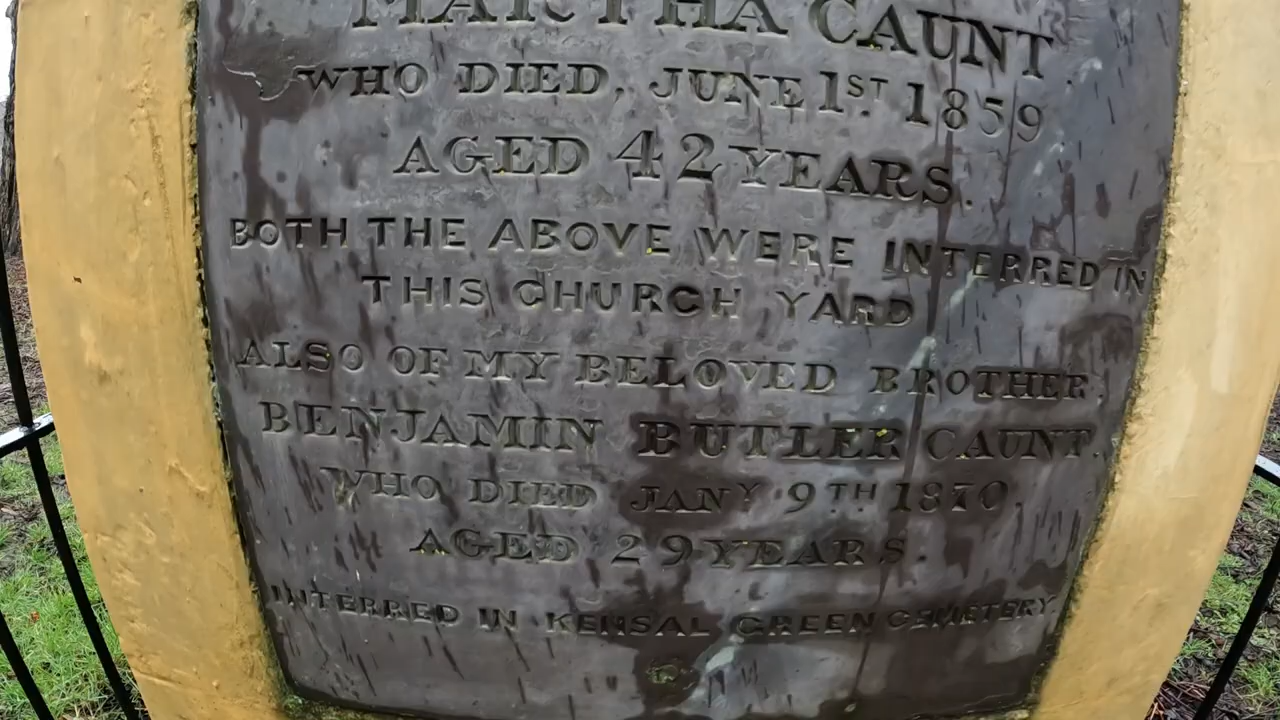 MARTHA CAUNT
WHO DIED, JUNE 1ST 1859
AGED 42 YEARS.
BOTH THE ABOVE WERE INTERRED IN
THIS CHURCH YARD
ALSO OF MY BELOVED BROTHER.
BENJAMIN BUTLER CAUNT.
WHO DIED JANY 9TH 1870.
AGED 29 YEARS.
INTERRED IN KENSAL GREEN CEMETERY.